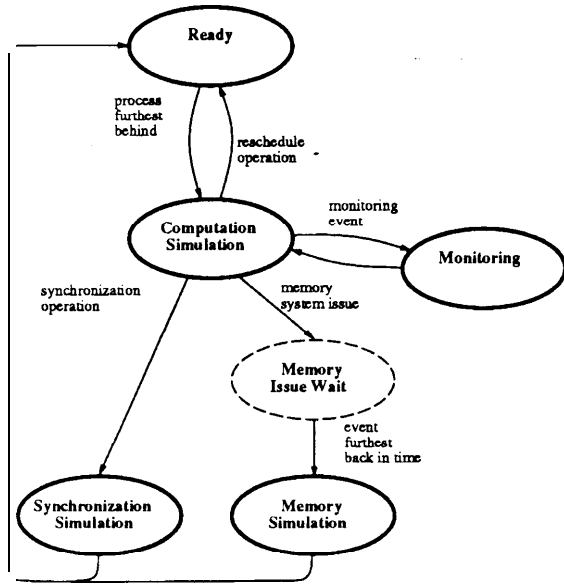 Ready
process
furthest
behind
reschedule
operation
Computation
Simulation
monitoring
event
Monitoring
synchronization
operation
memory
system issue
Memory
Issue Wait
event
furthest
back in time
Synchronization
Simulation
Memory
Simulation